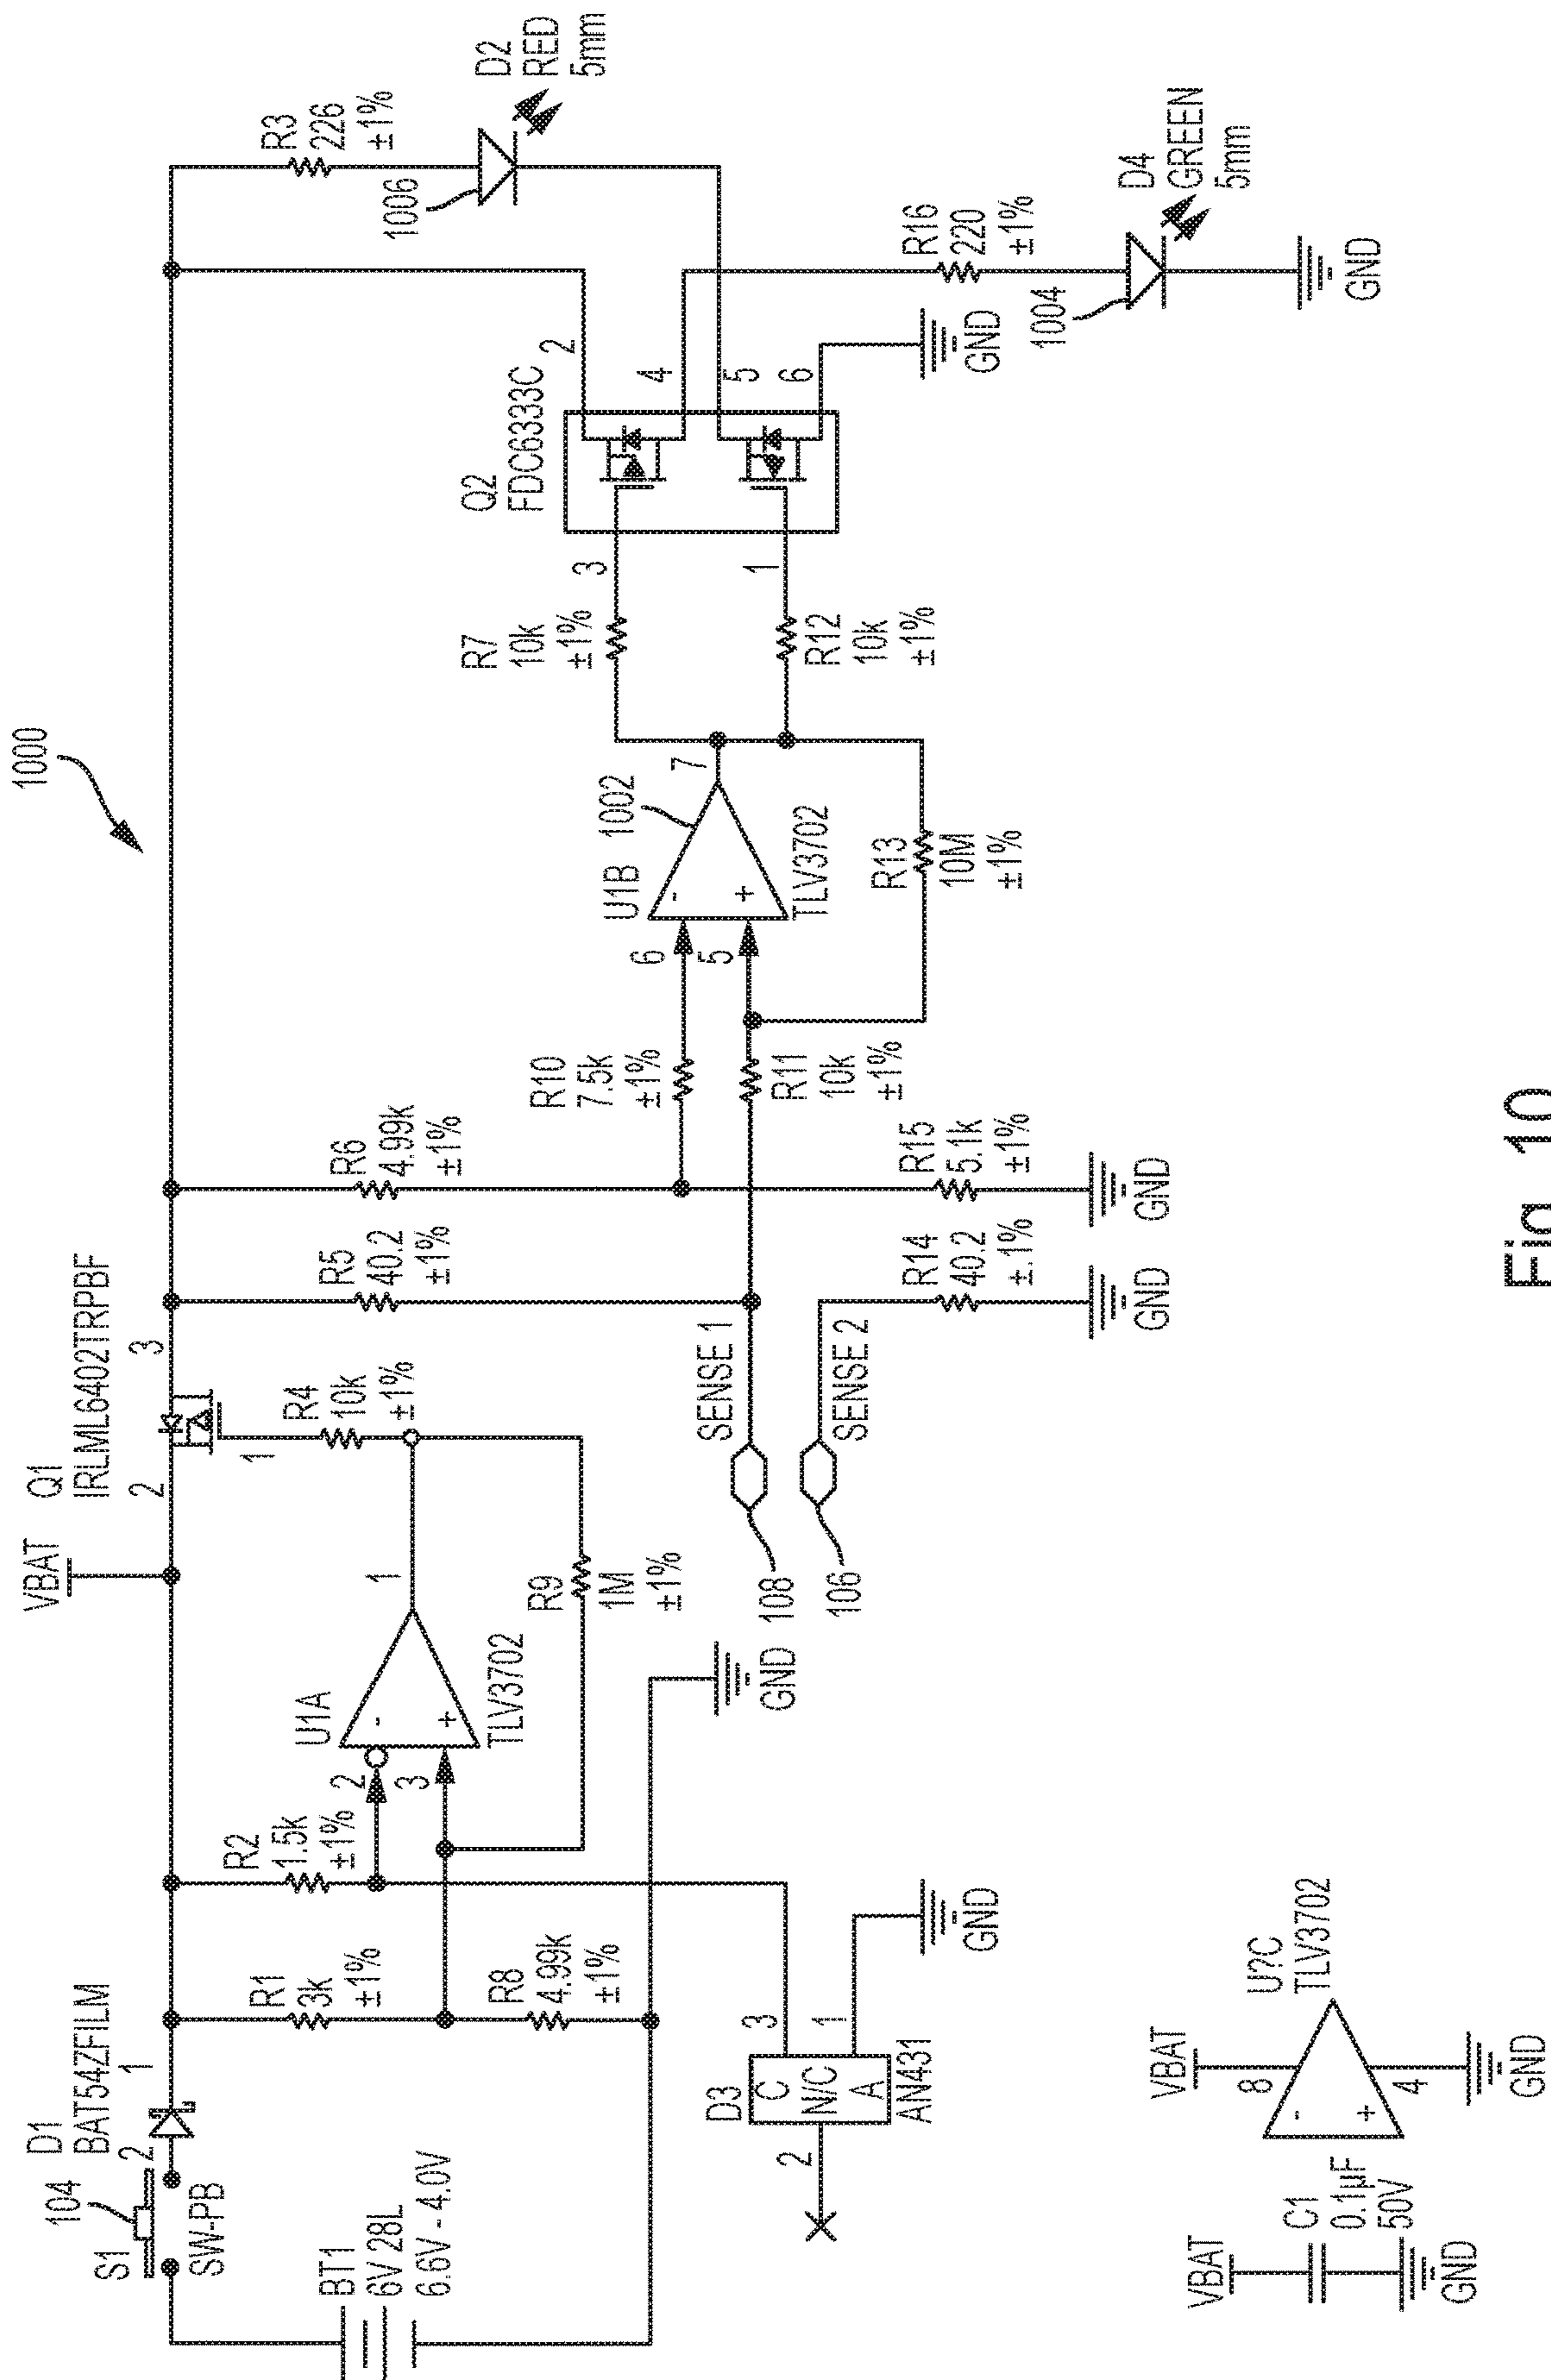 1000
S1
104
SW-PB
D1
BAT54ZFILM
2
1
BT1
6V 28L
6.6V - 4.0V
R1
3k
±1%
R8
4.99k
±1%
R2
1.5k
±1%
D3
C
N/C
A
AN431
3
1
2
GND
U1A
2
3
-
+
1
TLV3702
GND
R9
1M
±1%
VBAT
Q1
IRLML6402TRPBF
2
3
1
R4
10k
±1%
SENSE 1
SENSE 2
108
106
R5
40.2
±1%
R14
40.2
±.1%
GND
R6
4.99k
±1%
R15
5.1k
±1%
GND
R10
7.5k
±1%
R11
10k
±1%
U1B
1002
6
5
-
+
7
TLV3702
R13
10M
±1%
R7
10k
±1%
R12
10k
±1%
Q2
FDC6333C
3
1
2
4
5
6
GND
R3
226
±1%
1006
D2
RED
5mm
R16
220
±1%
1004
D4
GREEN
5mm
GND
VBAT
C1
0.1µF
50V
GND
VBAT
8
U?C
TLV3702
-
+
4
GND
Fig. 10